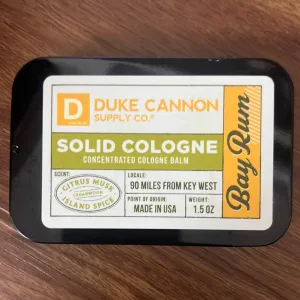 D
DUKE CANNON
SUPPLY CO.®
SOLID COLOGNE
CONCENTRATED COLOGNE BALM
Bay Rum
SCENT:
CITRUS MUSK
CEDARWOOD
ISLAND SPICE
LOCALE:
90 MILES FROM KEY WEST
POINT OF ORIGIN:
MADE IN USA
WEIGHT:
1.5 OZ